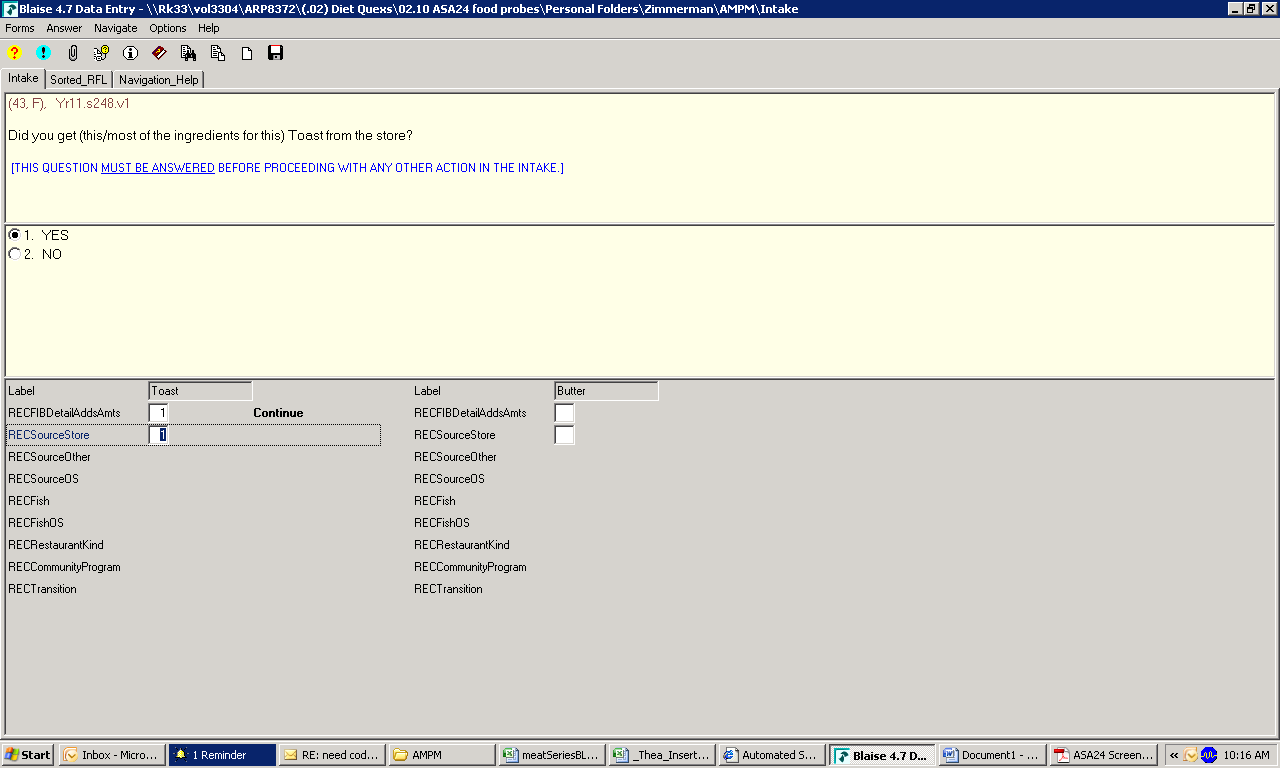 Blaise 4.7 Data Entry - \\Rk33\vol3304\ARP8372\(.02) Diet Quexs\02.10 ASA24 food probes\Personal Folders\Zimmerman\AMPM\Intake
Forms Answer Navigate Options Help
Intake Sorted_RFL Navigation_Help
(43, F), Yr11.s248.v1
Did you get (this/most of the ingredients for this) Toast from the store?
[THIS QUESTION MUST BE ANSWERED BEFORE PROCEEDING WITH ANY OTHER ACTION IN THE INTAKE.]
1. YES
2. NO
Label Toast Label Butter
RECFIBDetailAddsAmts 1 Continue RECFIBDetailAddsAmts
RECSourceStore 1 RECSourceStore
RECSourceOther RECSourceOther
RECSourceOS RECSourceOS
RECFish RECFish
RECFishOS RECFishOS
RECRestaurantKind RECRestaurantKind
RECCommunityProgram RECCommunityProgram
RECTransition RECTransition
Start Inbox - Micro... 1 Reminder RE: need cod... AMPM meatSeriesBL... _Thea_Insert... Automated S... Blaise 4.7 D... Document1 - ... ASA24 Screen... « 10:16 AM